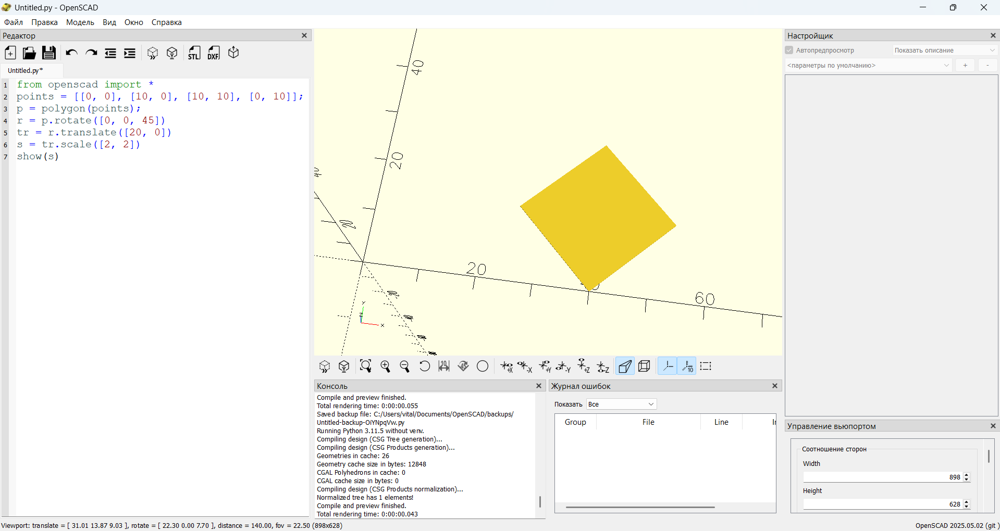 Untitled.py - OpenSCAD
Файл Правка Модель Вид Окно Справка
Редактор
STL DXF
Untitled.py*
1 from openscad import *
2 points = [[0, 0], [10, 0], [10, 10], [0, 10]];
3 p = polygon(points);
4 r = p.rotate([0, 0, 45])
5 tr = r.translate([20, 0])
6 s = tr.scale([2, 2])
7 show(s)
40
20
40
20
20
60
Y
Z
X
10 45 +X -X +Y -Y +Z -Z 10
Консоль
Compile and preview finished.
Total rendering time: 0:00:00.055
Saved backup file: C:/Users/vital/Documents/OpenSCAD/backups/
Untitled-backup-OiYNpqVw.py
Running Python 3.11.5 without venv.
Compiling design (CSG Tree generation)...
Compiling design (CSG Products generation)...
Geometries in cache: 26
Geometry cache size in bytes: 12848
CGAL Polyhedrons in cache: 0
CGAL cache size in bytes: 0
Compiling design (CSG Products normalization)...
Normalized tree has 1 elements!
Compile and preview finished.
Total rendering time: 0:00:00.043
Журнал ошибок
Показать Все
Group File Line
Настройщик
Автопредпросмотр Показать описание
<параметры по умолчанию> + -
Управление вьюпортом
Соотношение сторон
Width
898
Height
628
Viewport: translate = [ 31.01 13.87 9.03 ], rotate = [ 22.30 0.00 7.70 ], distance = 140.00, fov = 22.50 (898x628)
OpenSCAD 2025.05.02 (git )